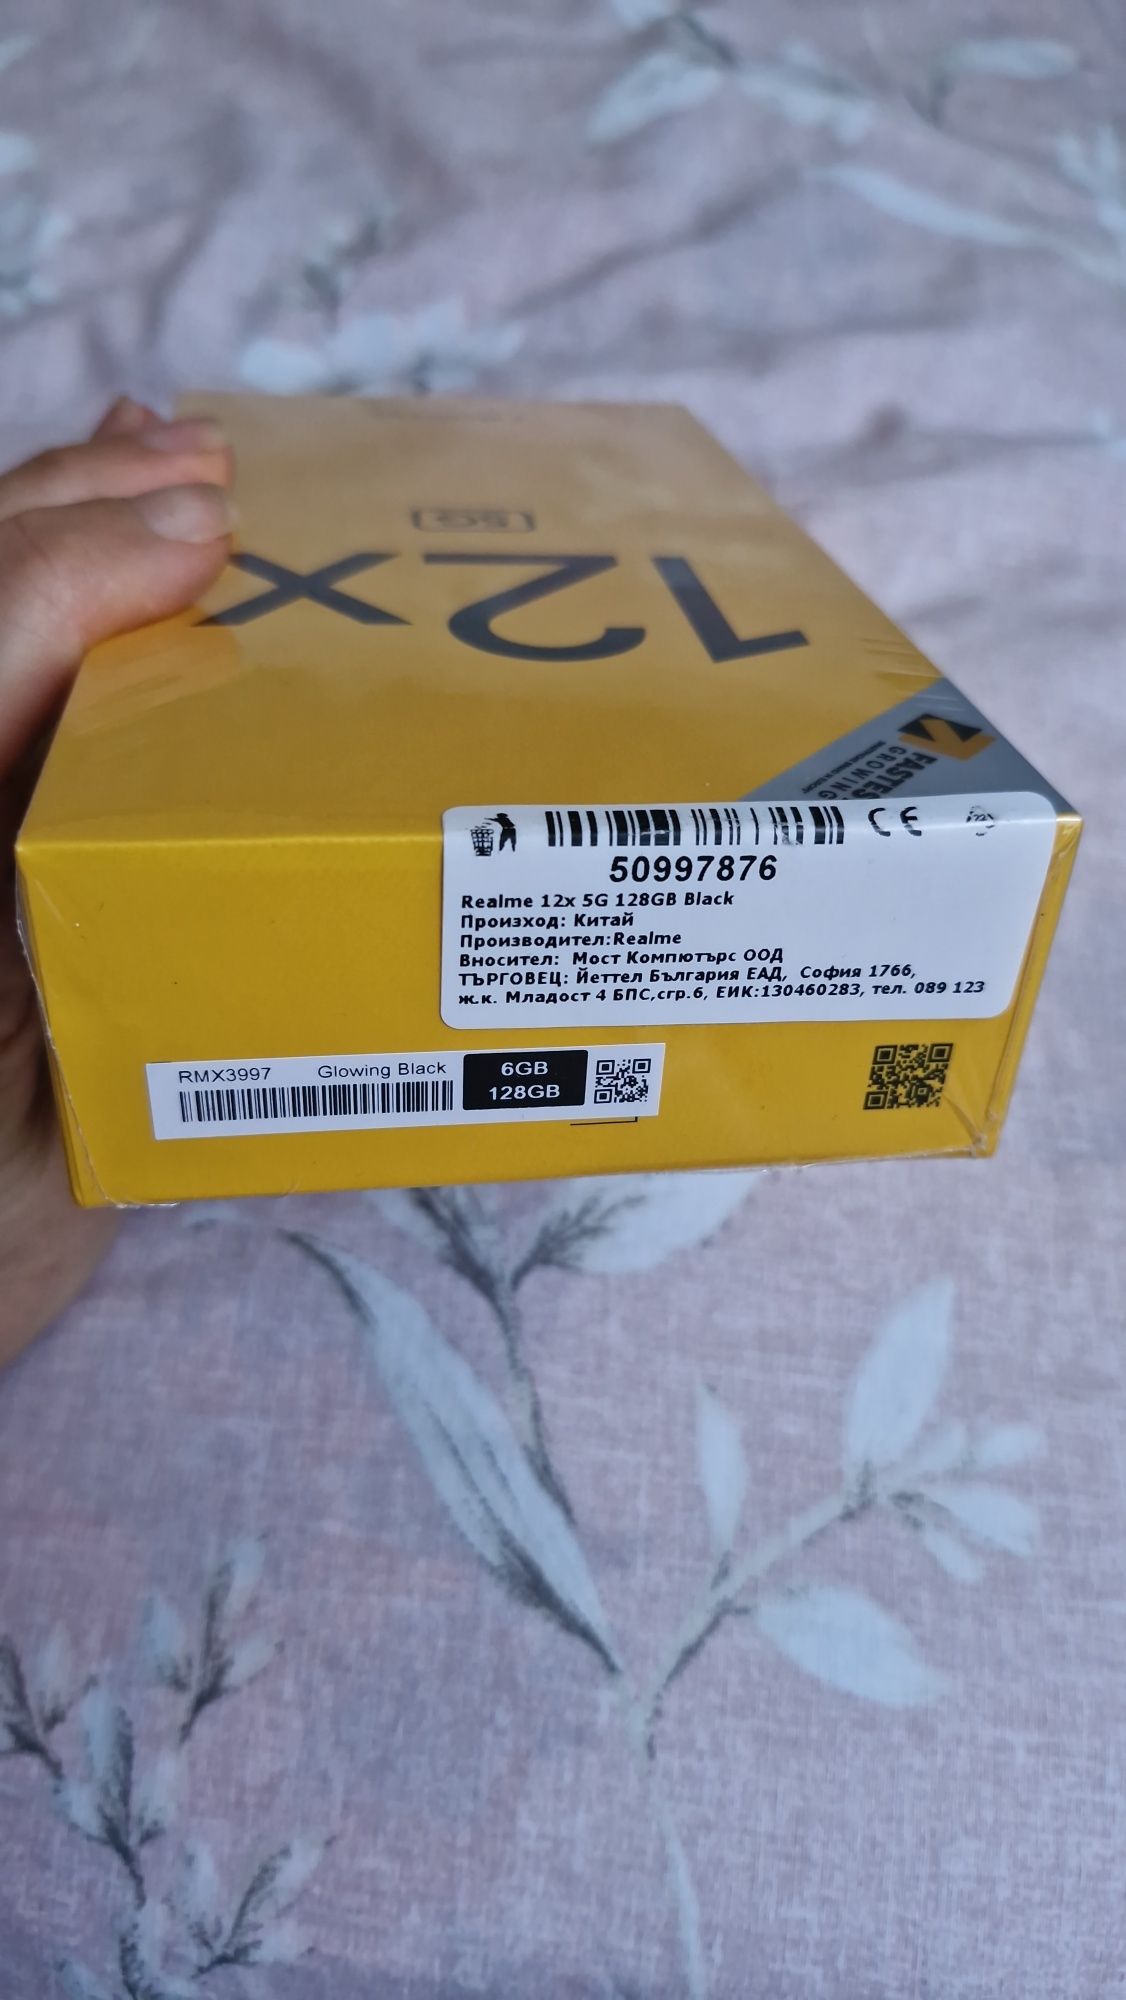 5G
12x
FASTEST
GROWING
50997876
CE
Realme 12x 5G 128GB Black
Произход: Китай
Производител:Realme
Вносител: Мост Компютърс ООД
ТЪРГОВЕЦ: Йеттел България ЕАД, София 1766,
ж.к. Младост 4 БПС,сгр.6, ЕИК:130460283, тел. 089 123
RMX3997 Glowing Black
6GB
128GB